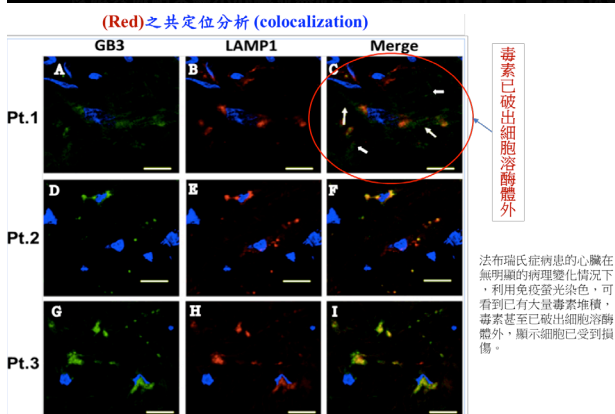 (Red)之共定位分析 (colocalization)
GB3 LAMP1 Merge
Pt.1
A B C
Pt.2
D E F
Pt.3
G H I
毒素已破出細胞溶酶體外
法布瑞氏症病患的心臟在
無明顯的病理變化情況下
，利用免疫螢光染色，可
看到已有大量毒素堆積，
毒素甚至已破出細胞溶酶
體外，顯示細胞已受到損
傷。